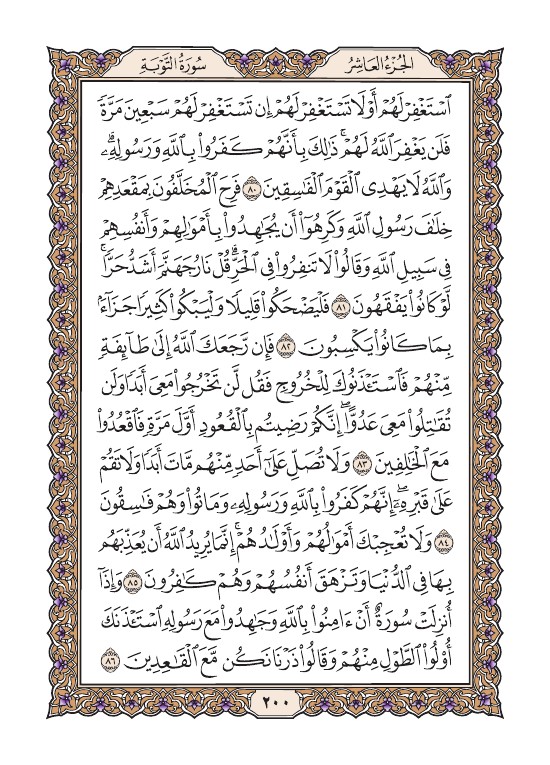 الجُزْءُ العَاشِرُ
سُورَةُ التَّوْبَةِ
ٱسۡتَغۡفِرۡ لَهُمۡ أَوۡ لَا تَسۡتَغۡفِرۡ لَهُمۡ إِن تَسۡتَغۡفِرۡ لَهُمۡ سَبۡعِينَ مَرَّةٗ
فَلَن يَغۡفِرَ ٱللَّهُ لَهُمۡۚ ذَٰلِكَ بِأَنَّهُمۡ كَفَرُواْ بِٱللَّهِ وَرَسُولِهِۦۗ
وَٱللَّهُ لَا يَهۡدِي ٱلۡقَوۡمَ ٱلۡفَٰسِقِينَ ٨٠ فَرِحَ ٱلۡمُخَلَّفُونَ بِمَقۡعَدِهِمۡ
خِلَٰفَ رَسُولِ ٱللَّهِ وَكَرِهُوٓاْ أَن يُجَٰهِدُواْ بِأَمۡوَٰلِهِمۡ وَأَنفُسِهِمۡ
فِي سَبِيلِ ٱللَّهِ وَقَالُواْ لَا تَنفِرُواْ فِي ٱلۡحَرِّۗ قُلۡ نَارُ جَهَنَّمَ أَشَدُّ حَرّٗاۚ
لَّوۡ كَانُواْ يَفۡقَهُونَ ٨١ فَلۡيَضۡحَكُواْ قَلِيلٗا وَلۡيَبۡكُواْ كَثِيرٗا جَزَآءَۢ
بِمَا كَانُواْ يَكۡسِبُونَ ٨٢ فَإِن رَّجَعَكَ ٱللَّهُ إِلَىٰ طَآئِفَةٖ
مِّنۡهُمۡ فَٱسۡتَـٔۡذَنُوكَ لِلۡخُرُوجِ فَقُل لَّن تَخۡرُجُواْ مَعِيَ أَبَدٗا وَلَن
تُقَٰتِلُواْ مَعِيَ عَدُوًّاۖ إِنَّكُمۡ رَضِيتُم بِٱلۡقُعُودِ أَوَّلَ مَرَّةٖ فَٱقۡعُدُواْ
مَعَ ٱلۡخَٰلِفِينَ ٨٣ وَلَا تُصَلِّ عَلَىٰٓ أَحَدٖ مِّنۡهُم مَّاتَ أَبَدٗا وَلَا تَقُمۡ
عَلَىٰ قَبۡرِهِۦٓۖ إِنَّهُمۡ كَفَرُواْ بِٱللَّهِ وَرَسُولِهِۦ وَمَاتُواْ وَهُمۡ فَٰسِقُونَ
٨٤ وَلَا تُعۡجِبۡكَ أَمۡوَٰلُهُمۡ وَأَوۡلَٰدُهُمۡۚ إِنَّمَا يُرِيدُ ٱللَّهُ أَن يُعَذِّبَهُم
بِهَا فِي ٱلدُّنۡيَا وَتَزۡهَقَ أَنفُسُهُمۡ وَهُمۡ كَٰفِرُونَ ٨٥ وَإِذَآ
أُنزِلَتۡ سُورَةٌ أَنۡ ءَامِنُواْ بِٱللَّهِ وَجَٰهِدُواْ مَعَ رَسُولِهِ ٱسۡتَـٔۡذَنَكَ
أُوْلُواْ ٱلطَّوۡلِ مِنۡهُمۡ وَقَالُواْ ذَرۡنَا نَكُن مَّعَ ٱلۡقَٰعِدِينَ ٨٦
٢٠٠